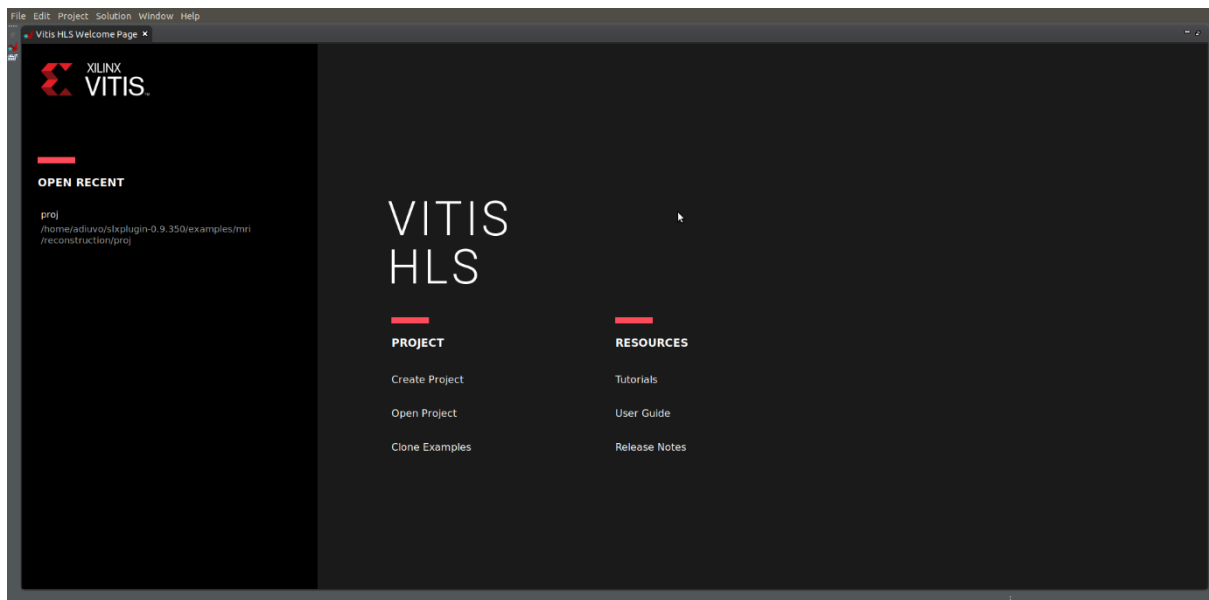 File Edit Project Solution Window Help
Vitis HLS Welcome Page
XILINX
VITIS
OPEN RECENT
proj
/home/adiuvo/slxplugin-0.9.350/examples/mri
/reconstruction/proj
VITIS
HLS
PROJECT
RESOURCES
Create Project
Tutorials
Open Project
User Guide
Clone Examples
Release Notes